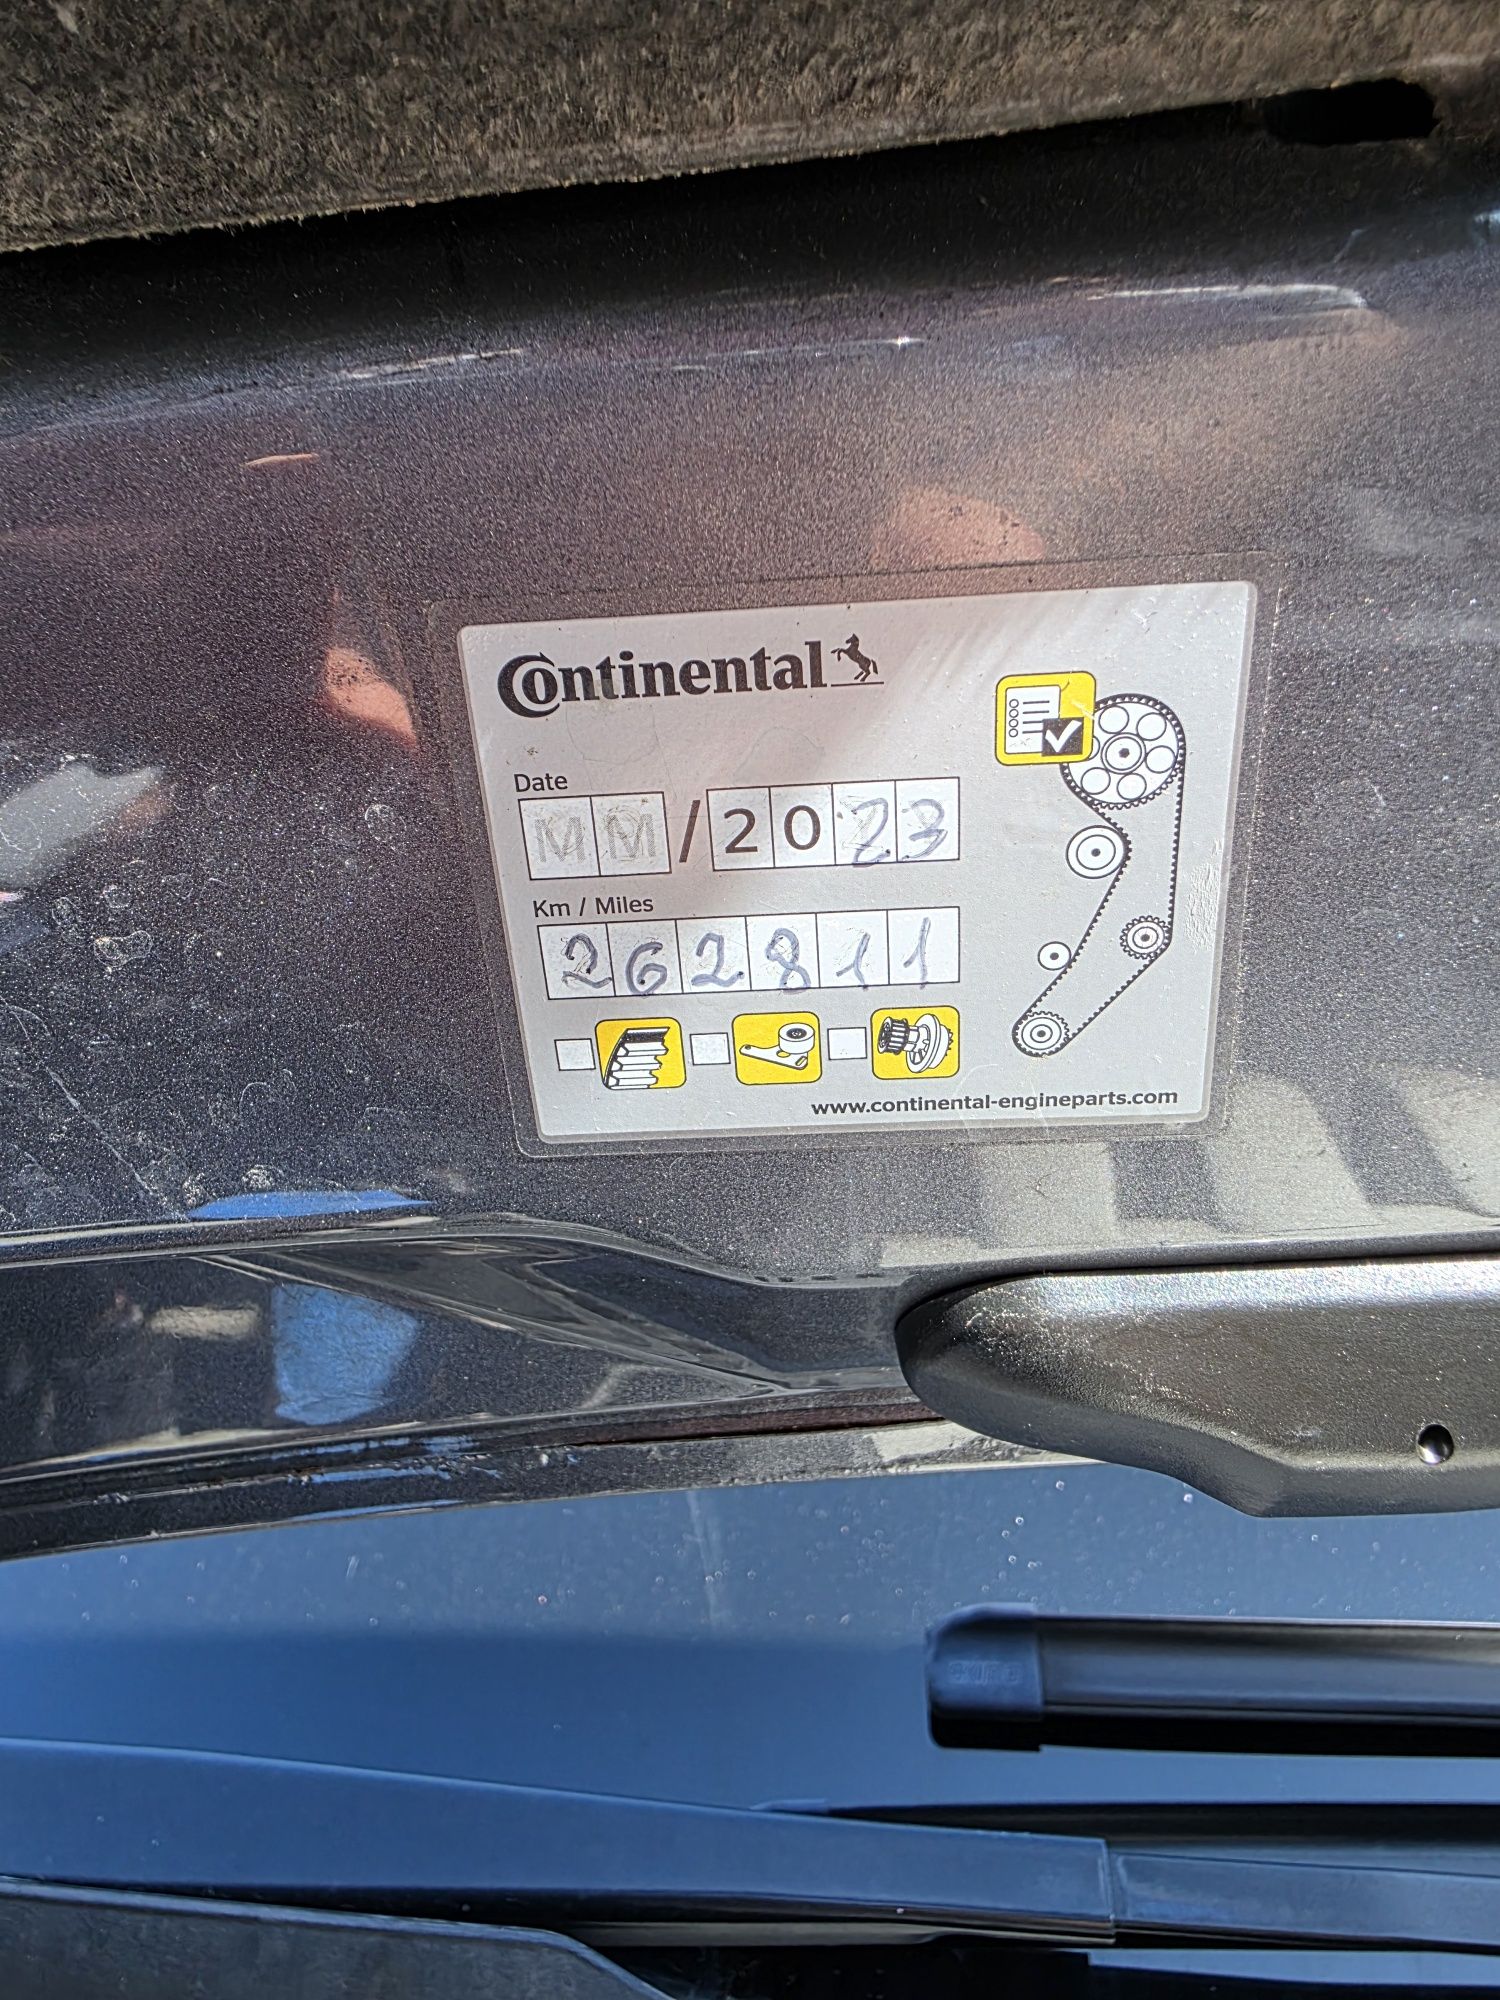 Continental
Date
MM/2023
Km / Miles
262811
www.continental-engineparts.com